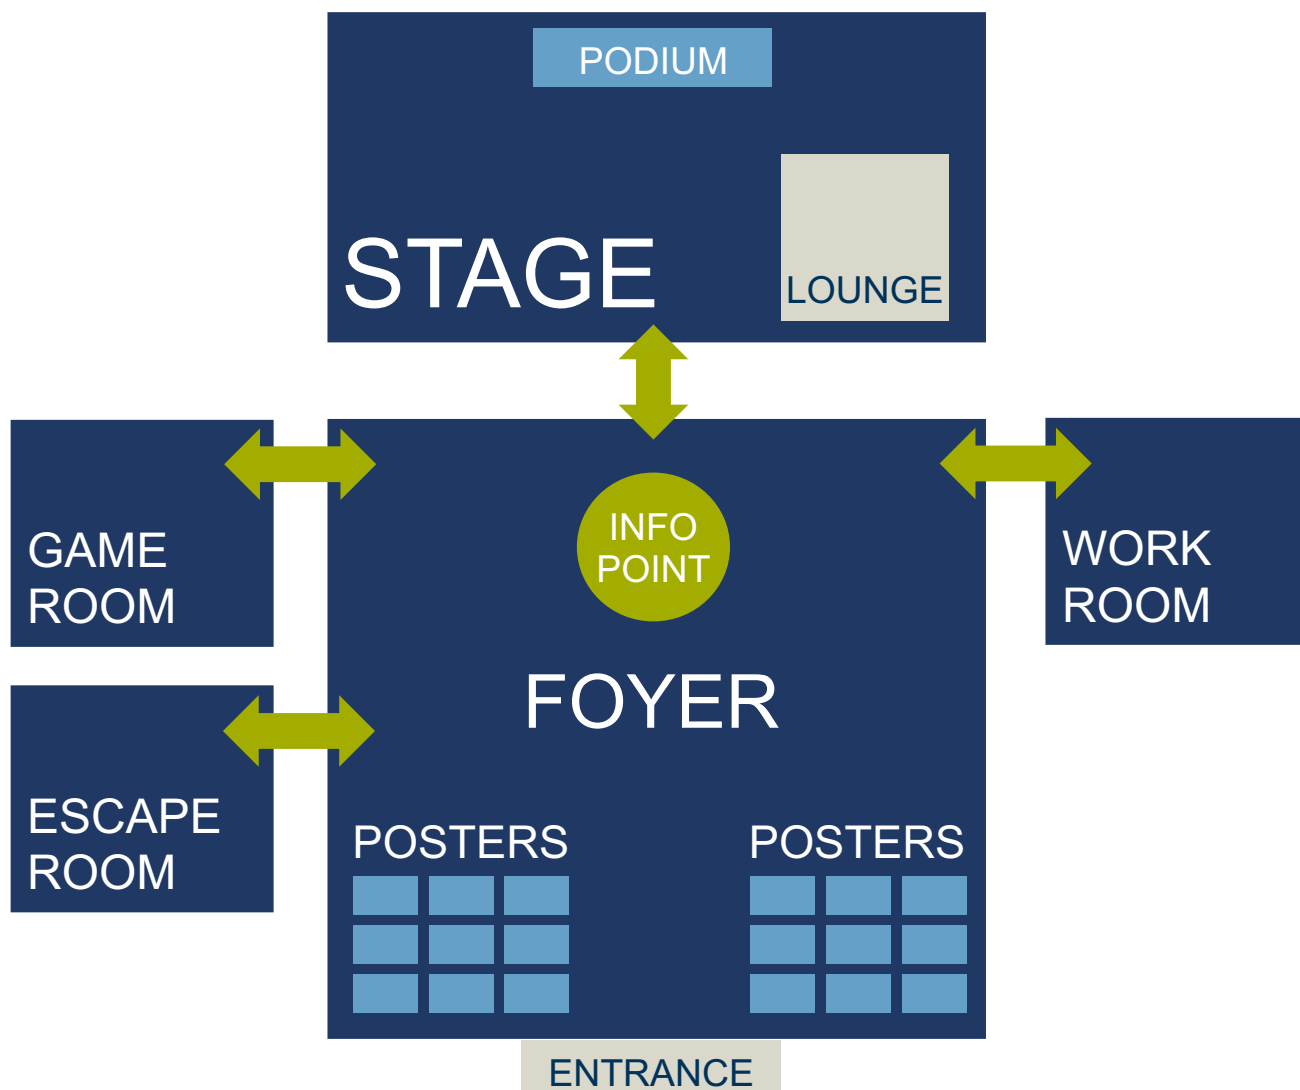 PODIUM
STAGE
LOUNGE
GAME
ROOM
INFO
POINT
WORK
ROOM
FOYER
ESCAPE
ROOM
POSTERS
POSTERS
ENTRANCE